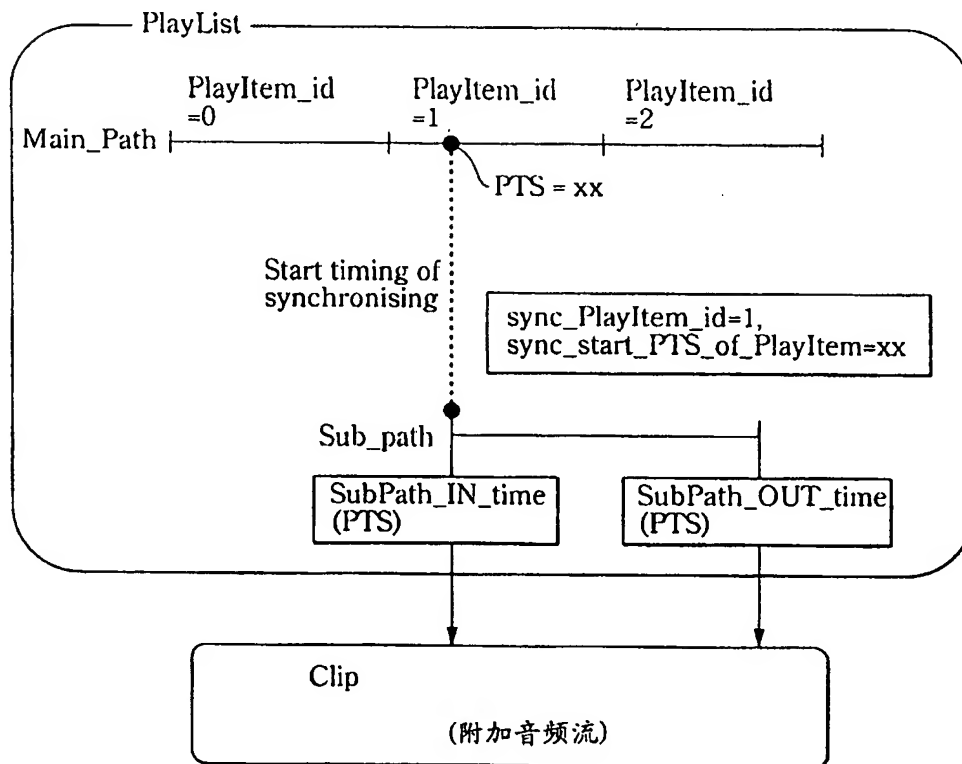 PlayList
PlayItem_id
=0
PlayItem_id
=1
PlayItem_id
=2
Main_Path
PTS = xx
Start timing of
synchronising
sync_PlayItem_id=1,
sync_start_PTS_of_PlayItem=xx
Sub_path
SubPath_IN_time
(PTS)
SubPath_OUT_time
(PTS)
Clip
(附加音频流)